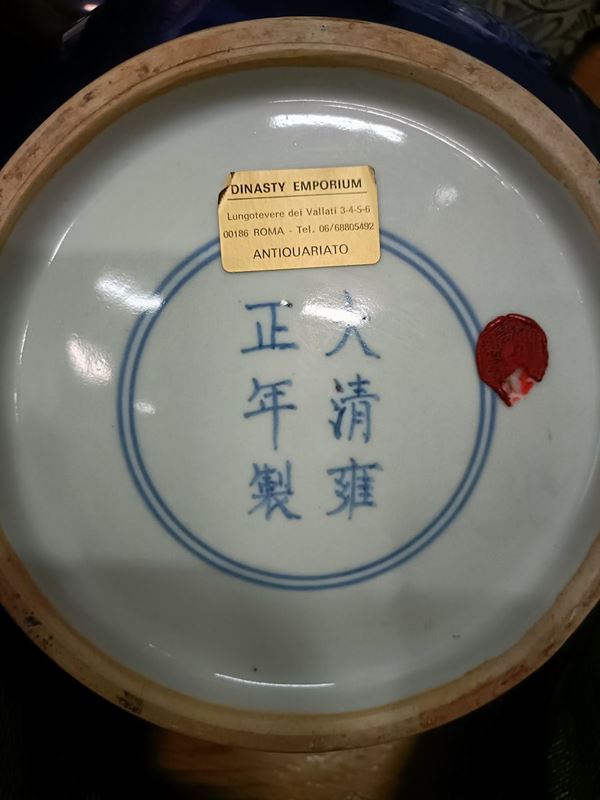 DINASTY EMPORIUM
Lungotevere dei Vallati 3-4-5-6
00186 ROMA - Tel. 06/68805492
ANTIQUARIATO
大清雍
正年製